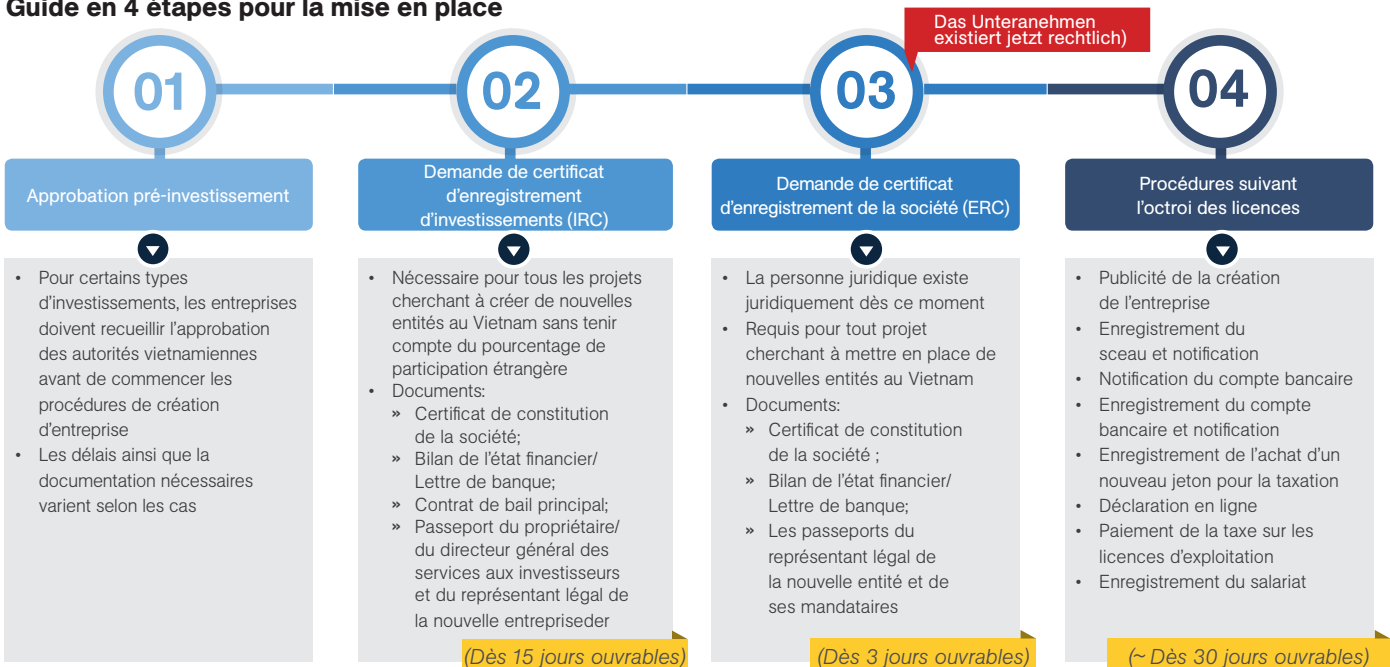 Guide en 4 étapes pour la mise en place
Das Unteranehmen
existiert jetzt rechtlich)
01
02
03
04
Approbation pré-investissement
Demande de certificat
d'enregistrement
d'investissements (IRC)
Demande de certificat
d'enregistrement de la société (ERC)
Procédures suivant
l'octroi des licences
• Pour certains types
d'investissements, les entreprises
doivent recueillir l'approbation
des autorités vietnamiennes
avant de commencer les
procédures de création
d'entreprise
• Les délais ainsi que la
documentation nécessaires
varient selon les cas
• Nécessaire pour tous les projets
cherchant à créer de nouvelles
entités au Vietnam sans tenir
compte du pourcentage de
participation étrangère
• Documents:
» Certificat de constitution
de la société;
» Bilan de l'état financier/
Lettre de banque;
» Contrat de bail principal;
» Passeport du propriétaire/
du directeur général des
services aux investisseurs
et du représentant légal de
la nouvelle entrepriseder
(Dès 15 jours ouvrables)
• La personne juridique existe
juridiquement dès ce moment
• Requis pour tout projet
cherchant à mettre en place de
nouvelles entités au Vietnam
• Documents:
» Certificat de constitution
de la société ;
» Bilan de l'état financier/
Lettre de banque;
» Les passeports du
représentant légal de
la nouvelle entité et de
ses mandataires
(Dès 3 jours ouvrables)
• Publicité de la création
de l'entreprise
• Enregistrement du
sceau et notification
• Notification du compte bancaire
• Enregistrement du compte
bancaire et notification
• Enregistrement de l'achat d'un
nouveau jeton pour la taxation
• Déclaration en ligne
• Paiement de la taxe sur les
licences d'exploitation
• Enregistrement du salariat
(~ Dès 30 jours ouvrables)